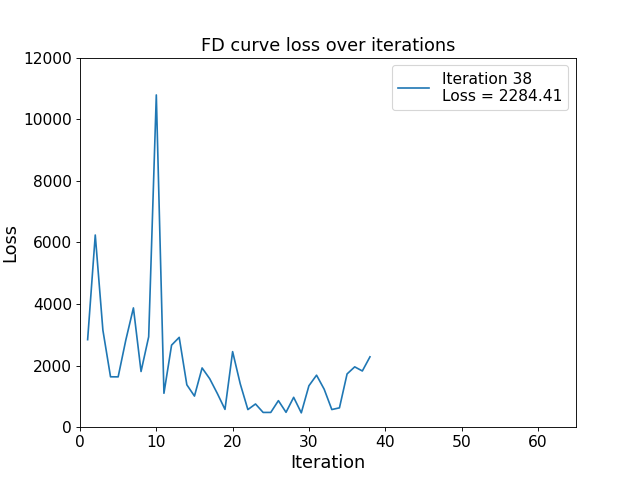 FD curve loss over iterations
12000
10000
8000
6000
4000
2000
0
Loss
Iteration 38
Loss = 2284.41
0 10 20 30 40 50 60
Iteration